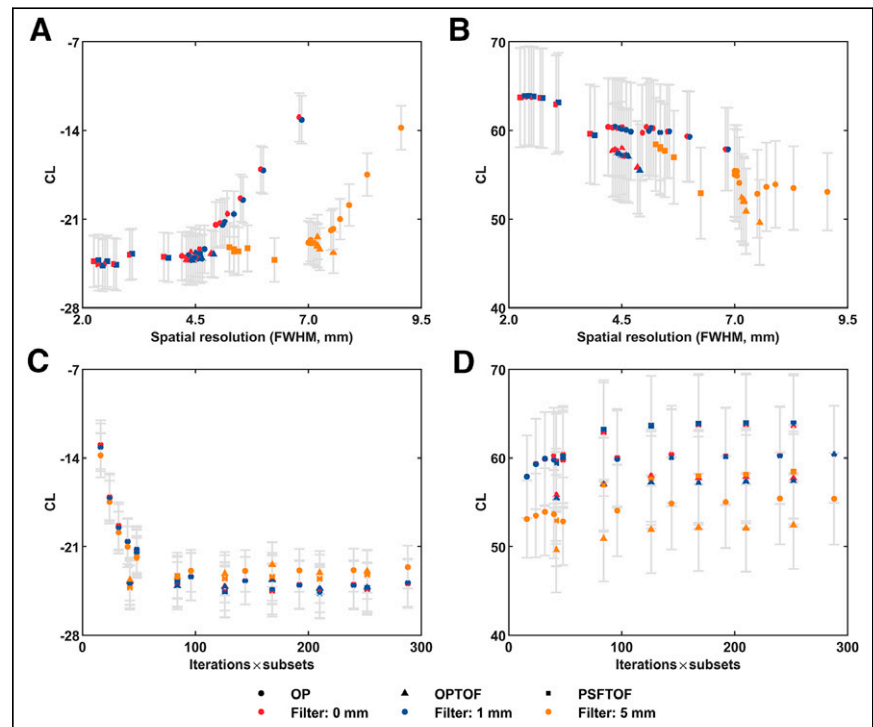 A
B
-7
-14
-21
-28
CL
2.0 4.5 7.0 9.5
Spatial resolution (FWHM, mm)
70
60
50
40
CL
2.0 4.5 7.0 9.5
Spatial resolution (FWHM, mm)
C
D
-7
-14
-21
-28
CL
0 100 200 300
Iterations×subsets
70
60
50
40
CL
0 100 200 300
Iterations×subsets
OP OPTOF PSFTOF
Filter: 0 mm Filter: 1 mm Filter: 5 mm